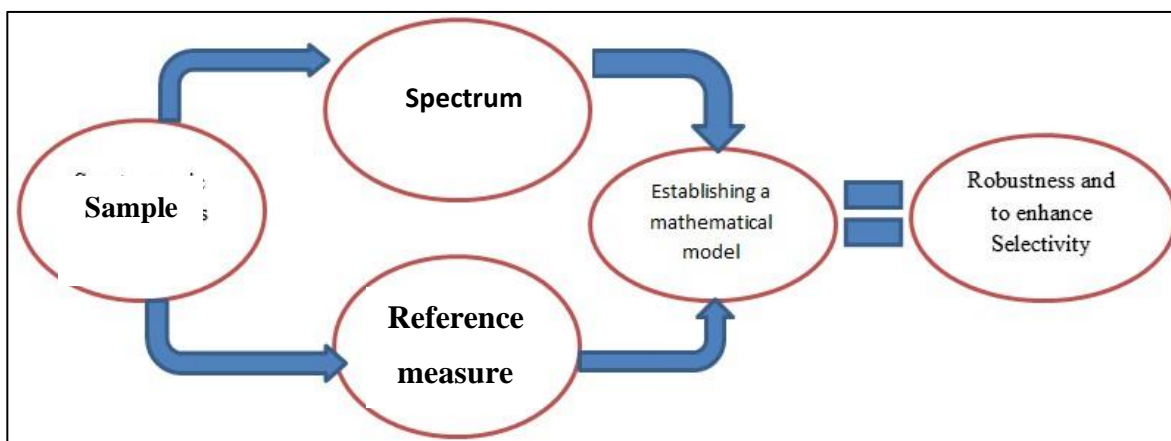 Spectrum
Sample
Establishing a
mathematical
model
Robustness and
to enhance
Selectivity
Reference
measure